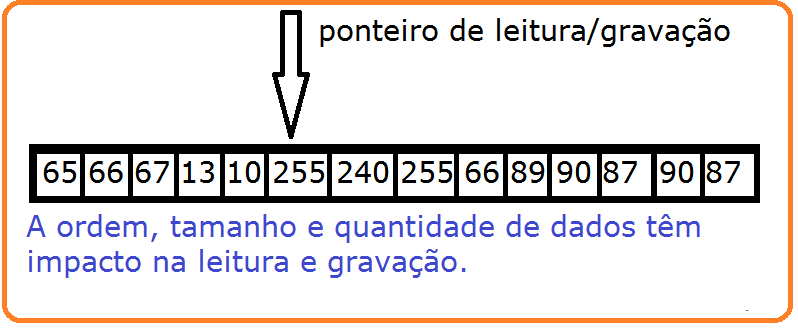 ponteiro de leitura/gravação
65 66 67 13 10 255 240 255 66 89 90 87 90 87
A ordem, tamanho e quantidade de dados têm
impacto na leitura e gravação.